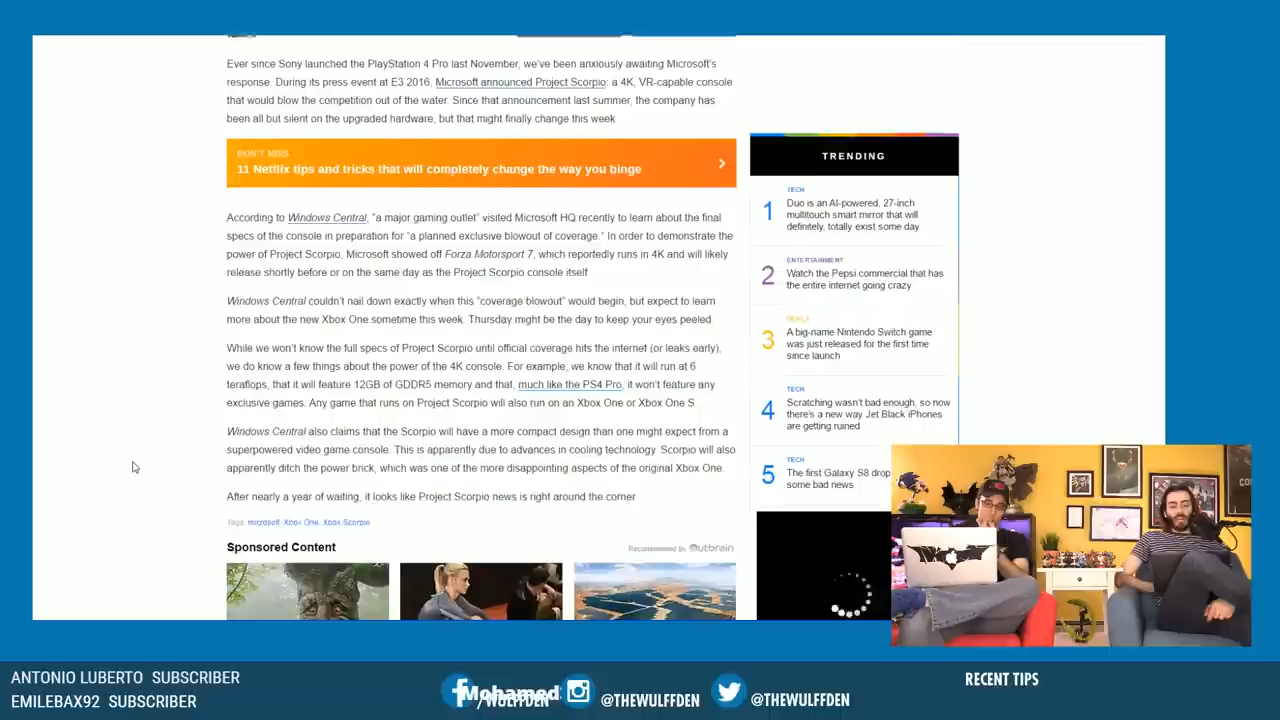 Ever since Sony launched the PlayStation 4 Pro last November, we've been anxiously awaiting Microsoft's
response. During its press event at E3 2016, Microsoft announced Project Scorpio: a 4K, VR-capable console
that would blow the competition out of the water. Since that announcement last summer, the company has
been all but silent on the upgraded hardware, but that might finally change this week
DON'T MISS
11 Netflix tips and tricks that will completely change the way you binge
According to Windows Central, "a major gaming outlet" visited Microsoft HQ recently to learn about the final
specs of the console in preparation for "a planned exclusive blowout of coverage." In order to demonstrate the
power of Project Scorpio, Microsoft showed off Forza Motorsport 7, which reportedly runs in 4K and will likely
release shortly before or on the same day as the Project Scorpio console itself
Windows Central couldn't nail down exactly when this "coverage blowout" would begin, but expect to learn
more about the new Xbox One sometime this week. Thursday might be the day to keep your eyes peeled
While we won't know the full specs of Project Scorpio until official coverage hits the internet (or leaks early),
we do know a few things about the power of the 4K console. For example, we know that it will run at 6
teraflops, that it will feature 12GB of GDDR5 memory and that, much like the PS4 Pro, it won't feature any
exclusive games. Any game that runs on Project Scorpio will also run on an Xbox One or Xbox One S
Windows Central also claims that the Scorpio will have a more compact design than one might expect from a
superpowered video game console. This is apparently due to advances in cooling technology. Scorpio will also
apparently ditch the power brick, which was one of the more disappointing aspects of the original Xbox One.
After nearly a year of waiting, it looks like Project Scorpio news is right around the corner
Tags: microsoft, Xbox One, Xbox Scorpio
Sponsored Content
Recommended by Outbrain
TRENDING
TECH
1
Duo is an AI-powered, 27-inch
multitouch smart mirror that will
definitely, totally exist some day
ENTERTAINMENT
2
Watch the Pepsi commercial that has
the entire internet going crazy
DEALS
3
A big-name Nintendo Switch game
was just released for the first time
since launch
TECH
4
Scratching wasn't bad enough, so now
there's a new way Jet Black iPhones
are getting ruined
TECH
5
The first Galaxy S8 drop
some bad news
ANTONIO LUBERTO SUBSCRIBER
EMILEBAX92 SUBSCRIBER
Mohamed
/WULFFDEN
@THEWULFFDEN
@THEWULFFDEN
RECENT TIPS